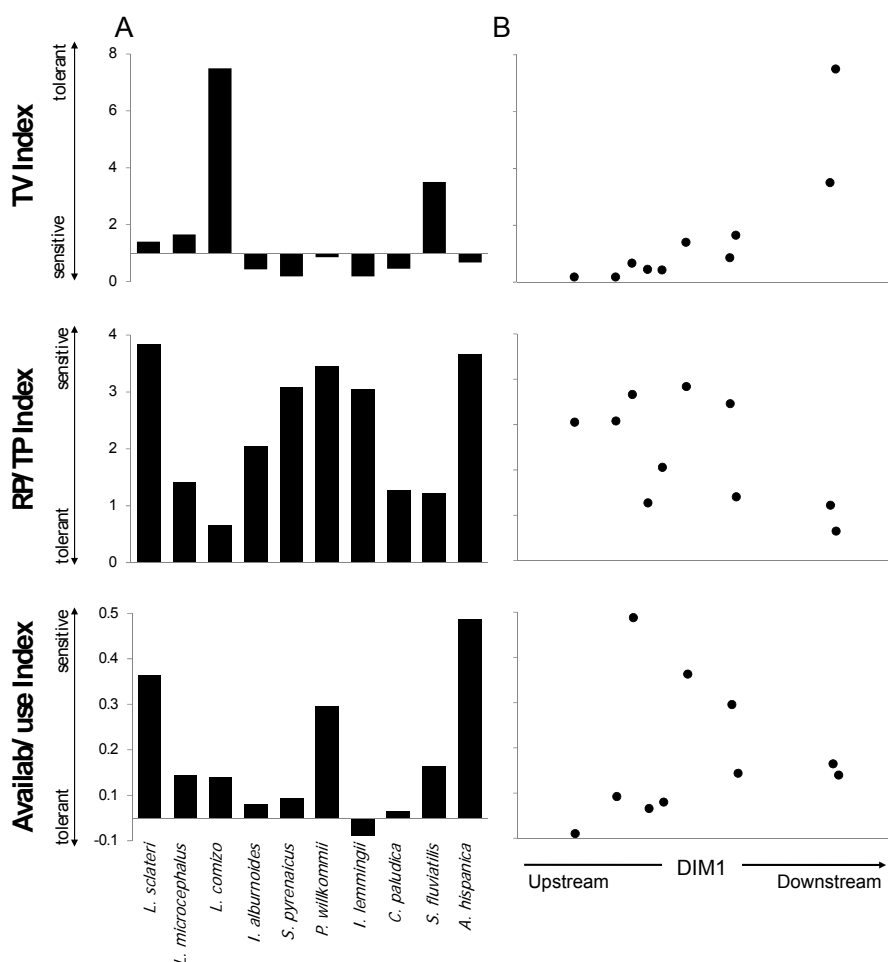 A
B
TV Index
sensitive
tolerant
8
6
4
2
0
RP/ TP Index
tolerant
sensitive
4
3
2
1
0
Availab/ use Index
tolerant
sensitive
0.5
0.4
0.3
0.2
0.1
-0.1
L. sclateri
L. microcephalus
L. comizo
I. alburnoides
S. pyrenaicus
P. willkommii
I. lemmingii
C. paludica
S. fluviatilis
A. hispanica
DIM1
Upstream
Downstream